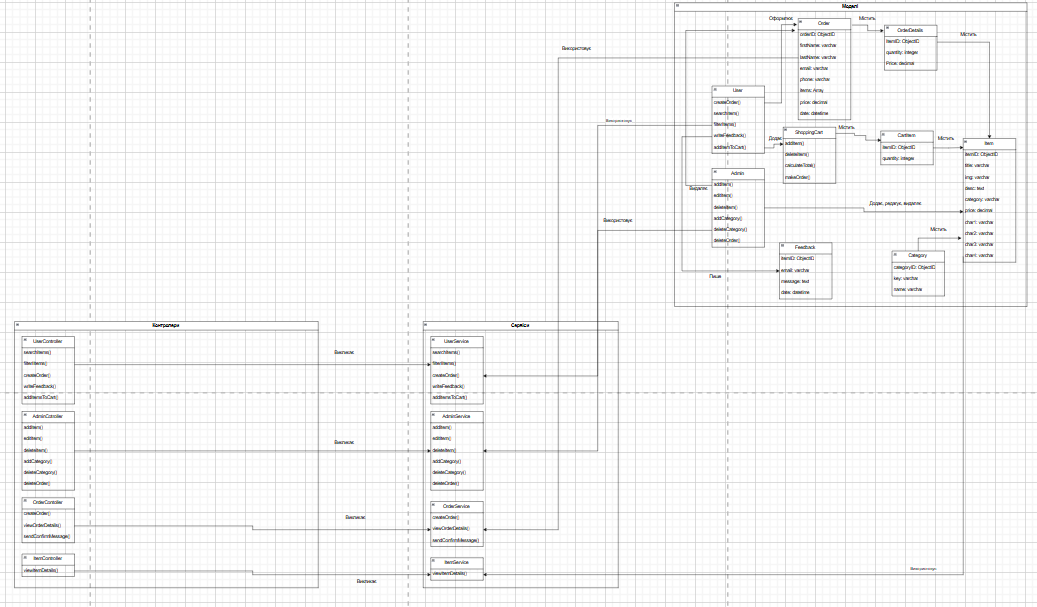 Моделі
Оформлює
Order
orderID: ObjectID
firstName: varchar
lastName: varchar
email: varchar
phone: varchar
items: Array
price: decimal
date: datetime
Містить
OrderDetails
itemID: ObjectID
quantity: integer
Price: decimal
Містить
Використовує
User
createOrder()
searchItems()
filterItems()
writeFeedback()
addItemToCart()
Додає
ShoppingCart
addItem()
deleteItem()
calculateTotal()
makeOrder()
Містить
CartItem
itemID: ObjectID
quantity: integer
Містить
Item
itemID: ObjectID
title: varchar
img: varchar
desc: text
category: varchar
price: decimal
char1: varchar
char2: varchar
char3: varchar
char4: varchar
Використовує
Admin
addItem()
editItem()
deleteItem()
addCategory()
deleteCategory()
deleteOrder()
Видаляє
Додає, редагує, видаляє
Використовує
Feedback
itemID: ObjectID
email: varchar
message: text
date: datetime
Пише
Містить
Category
categoryID: ObjectID
key: varchar
name: varchar
Контролери
UserController
searchItems()
filterItems()
createOrder()
writeFeedback()
addItemsToCart()
AdminController
addItem()
editItem()
deleteItem()
addCategory()
deleteCategory()
deleteOrder()
OrderController
createOrder()
viewOrderDetails()
sendConfirmMessage()
ItemController
viewItemDetails()
Викликає
Викликає
Викликає
Викликає
Сервіси
UserService
searchItems()
filterItems()
createOrder()
writeFeedback()
addItemsToCart()
AdminService
addItem()
editItem()
deleteItem()
addCategory()
deleteCategory()
deleteOrder()
OrderService
createOrder()
viewOrderDetails()
sendConfirmMessage()
ItemService
viewItemDetails()
Використовує